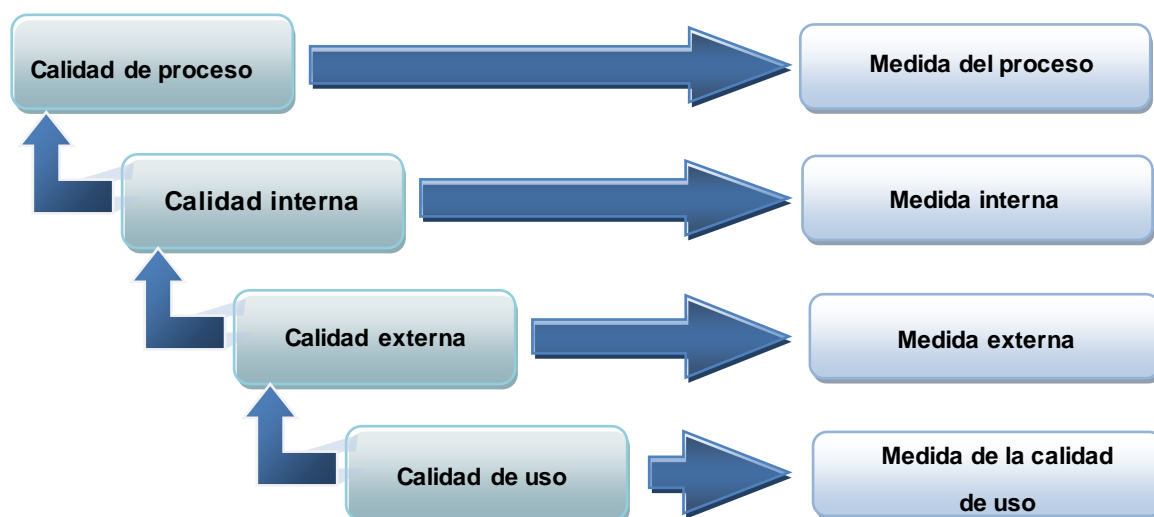 Calidad de proceso
Medida del proceso
Calidad interna
Medida interna
Calidad externa
Medida externa
Calidad de uso
Medida de la calidad
de uso